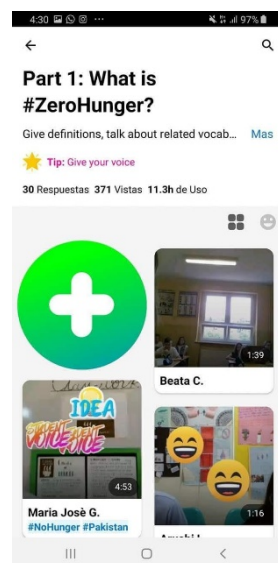 4:30
97%
Part 1: What is
#ZeroHunger?
Give definitions, talk about related vocab... Mas
Tip: Give your voice
30 Respuestas 371 Vistas 11.3h de Uso
1:39
Beata C.
IDEA
4:53
Maria Josè G.
#NoHunger #Pakistan
1:16